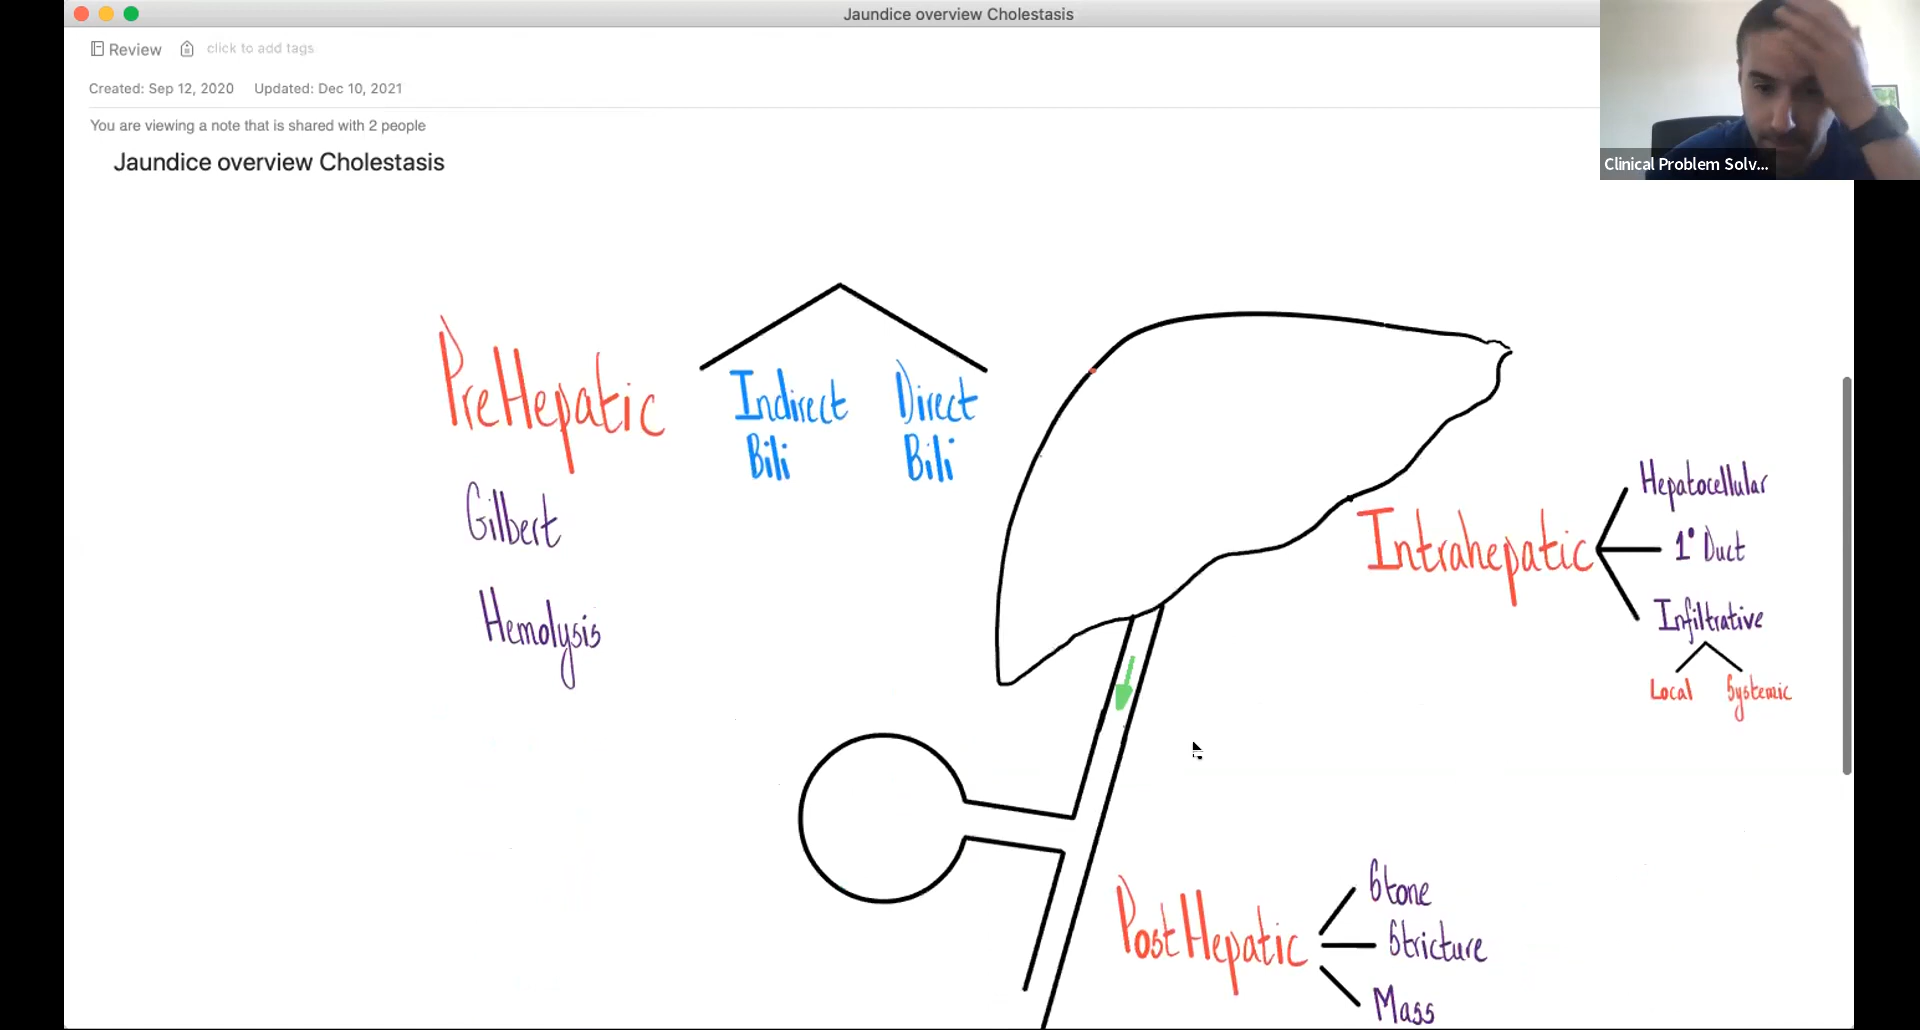 Jaundice overview Cholestasis
Review
click to add tags
Created: Sep 12, 2020 Updated: Dec 10, 2021
You are viewing a note that is shared with 2 people
Jaundice overview Cholestasis
Clinical Problem Solv...
PreHepatic
Gilbert
Hemolysis
Indirect
Bili
Direct
Bili
Intrahepatic
Hepatocellular
1° Duct
Infiltrative
Local Systemic
PostHepatic
Stone
Stricture
Mass